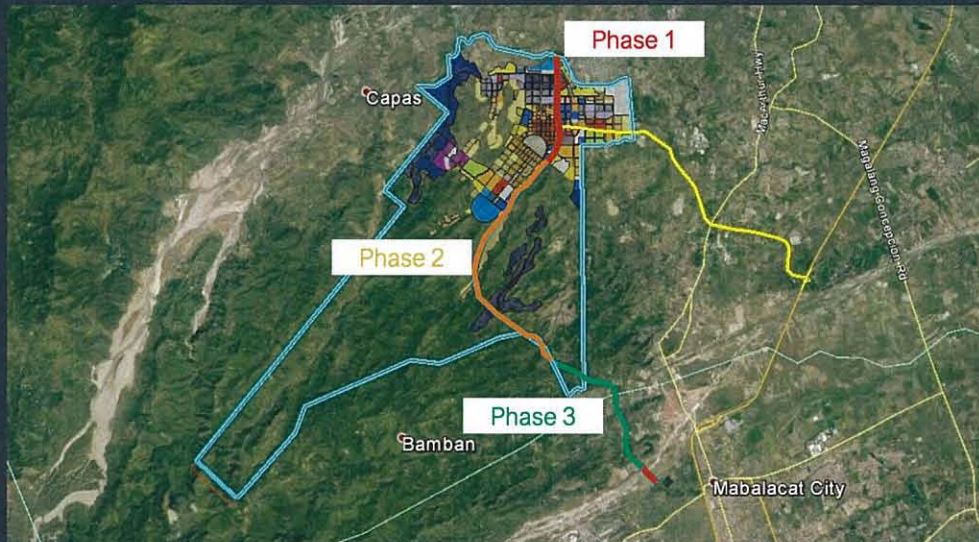 Phase 1
Capas
MacArthur Hwy
Magalang Concepcion Rd
Phase 2
Phase 3
Bamban
Mabalacat City